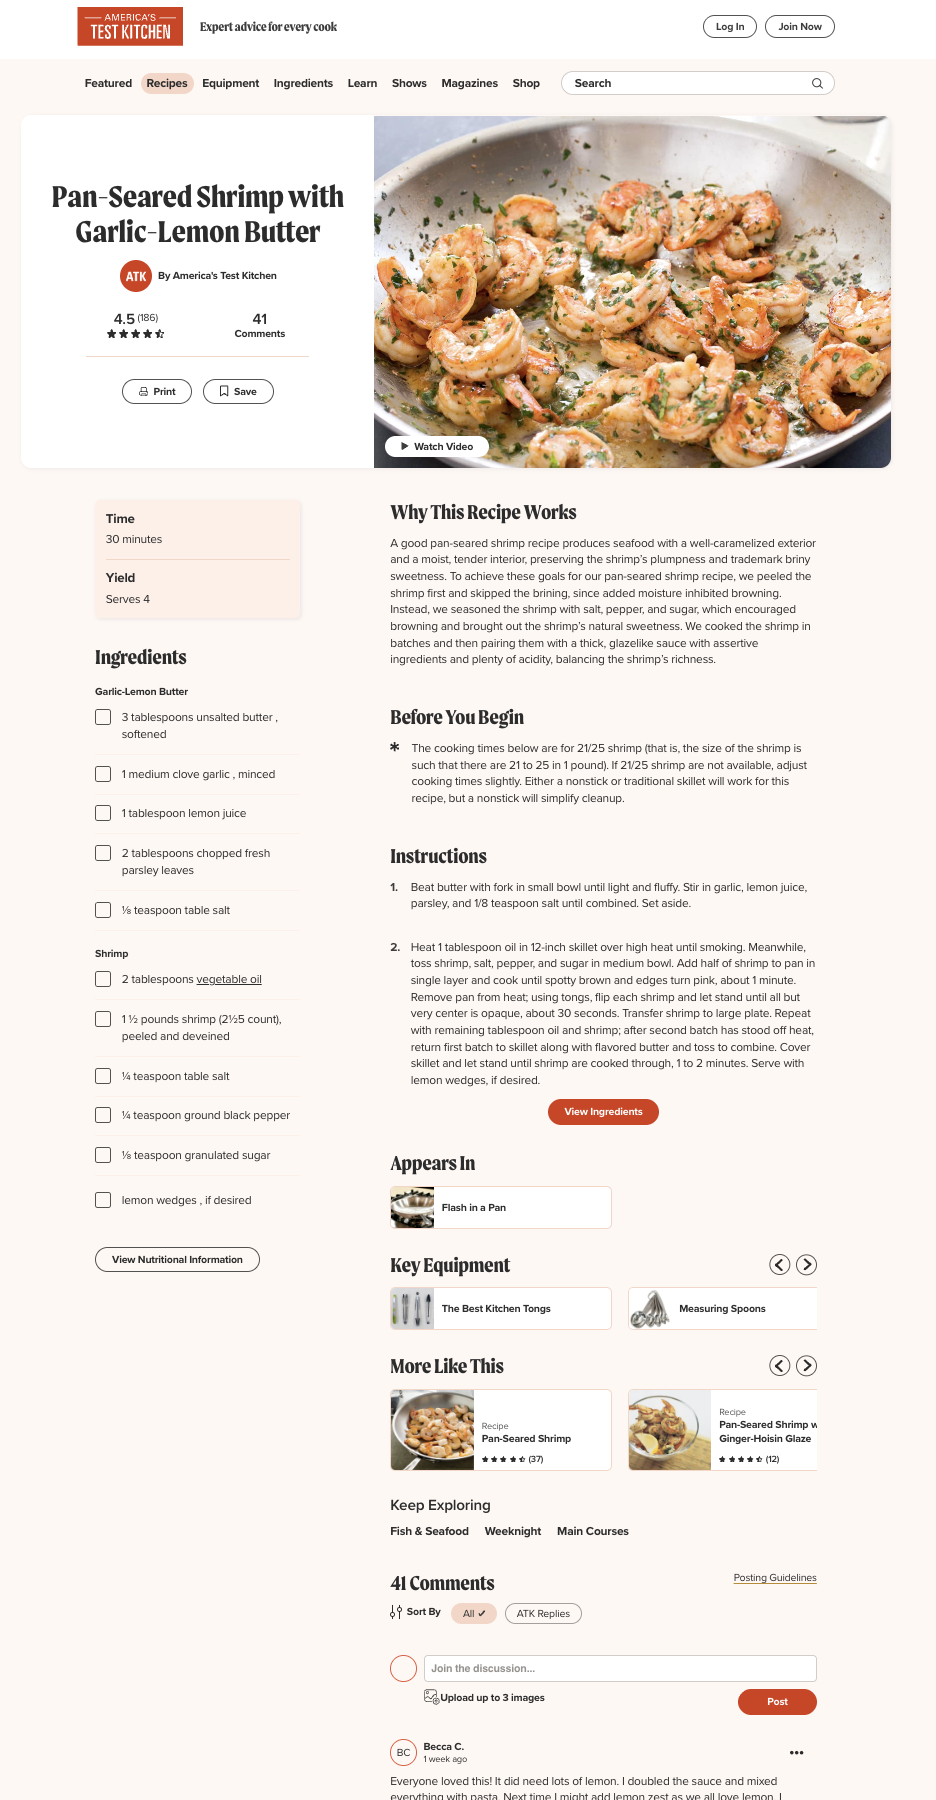 AMERICA'S
TEST KITCHEN
Expert advice for every cook
Log In
Join Now
Featured
Recipes
Equipment
Ingredients
Learn
Shows
Magazines
Shop
Search
Pan-Seared Shrimp with
Garlic-Lemon Butter
ATK
By America's Test Kitchen
4.5 (186)
41
Comments
Print
Save
Watch Video
Time
30 minutes
Yield
Serves 4
Ingredients
Garlic-Lemon Butter
3 tablespoons unsalted butter ,
softened
1 medium clove garlic , minced
1 tablespoon lemon juice
2 tablespoons chopped fresh
parsley leaves
⅛ teaspoon table salt
Shrimp
2 tablespoons vegetable oil
1 ½ pounds shrimp (2½5 count),
peeled and deveined
¼ teaspoon table salt
¼ teaspoon ground black pepper
⅛ teaspoon granulated sugar
lemon wedges , if desired
View Nutritional Information
Why This Recipe Works
A good pan-seared shrimp recipe produces seafood with a well-caramelized exterior
and a moist, tender interior, preserving the shrimp's plumpness and trademark briny
sweetness. To achieve these goals for our pan-seared shrimp recipe, we peeled the
shrimp first and skipped the brining, since added moisture inhibited browning.
Instead, we seasoned the shrimp with salt, pepper, and sugar, which encouraged
browning and brought out the shrimp's natural sweetness. We cooked the shrimp in
batches and then pairing them with a thick, glazelike sauce with assertive
ingredients and plenty of acidity, balancing the shrimp's richness.
Before You Begin
* The cooking times below are for 21/25 shrimp (that is, the size of the shrimp is
such that there are 21 to 25 in 1 pound). If 21/25 shrimp are not available, adjust
cooking times slightly. Either a nonstick or traditional skillet will work for this
recipe, but a nonstick will simplify cleanup.
Instructions
1. Beat butter with fork in small bowl until light and fluffy. Stir in garlic, lemon juice,
parsley, and 1/8 teaspoon salt until combined. Set aside.
2. Heat 1 tablespoon oil in 12-inch skillet over high heat until smoking. Meanwhile,
toss shrimp, salt, pepper, and sugar in medium bowl. Add half of shrimp to pan in
single layer and cook until spotty brown and edges turn pink, about 1 minute.
Remove pan from heat; using tongs, flip each shrimp and let stand until all but
very center is opaque, about 30 seconds. Transfer shrimp to large plate. Repeat
with remaining tablespoon oil and shrimp; after second batch has stood off heat,
return first batch to skillet along with flavored butter and toss to combine. Cover
skillet and let stand until shrimp are cooked through, 1 to 2 minutes. Serve with
lemon wedges, if desired.
View Ingredients
Appears In
Flash in a Pan
Key Equipment
The Best Kitchen Tongs
Measuring Spoons
More Like This
Recipe
Pan-Seared Shrimp
(37)
Recipe
Pan-Seared Shrimp w
Ginger-Hoisin Glaze
(12)
Keep Exploring
Fish & Seafood
Weeknight
Main Courses
41 Comments
Posting Guidelines
Sort By
All ✓
ATK Replies
Join the discussion...
Upload up to 3 images
Post
BC
Becca C.
1 week ago
Everyone loved this! It did need lots of lemon. I doubled the sauce and mixed
everything with pasta. Next time I might add lemon zest as we all love lemon. I